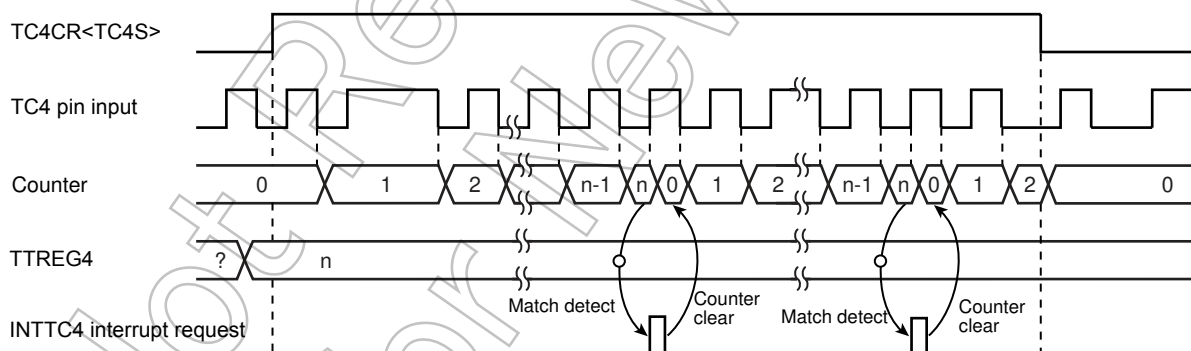 TC4CR<TC4S>
TC4 pin input
Counter 0 1 2 n-1 n 0 1 2 n-1 n 0 1 2 0
TTREG4 ? n
Match detect Counter clear Match detect Counter clear
INTTC4 interrupt request